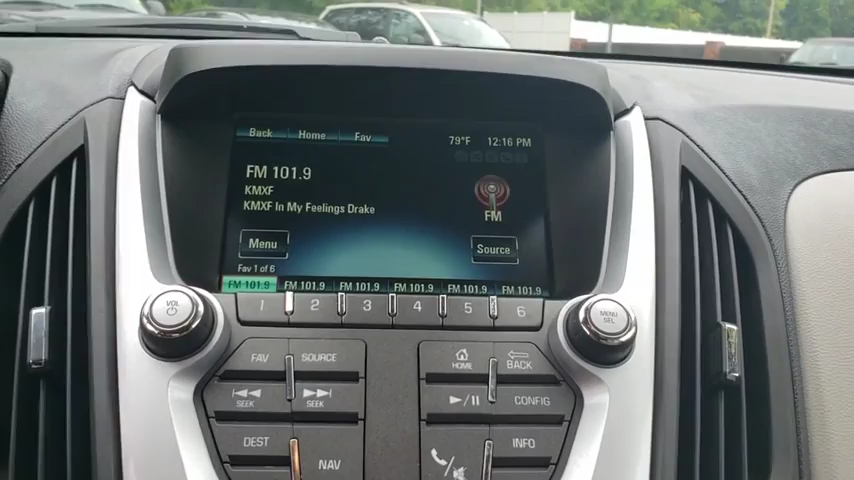 Back Home Fav 79°F 12:16 PM
FM 101.9
KMXF
KMXF In My Feelings Drake
FM
Menu Source
Fav 1 of 6
FM 101.9 FM 101.9 FM 101.9 FM 101.9 FM 101.9 FM 101.9
1 2 3 4 5 6
VOL
MENU
SEL
FAV SOURCE HOME BACK
SEEK SEEK CONFIG
DEST INFO
NAV